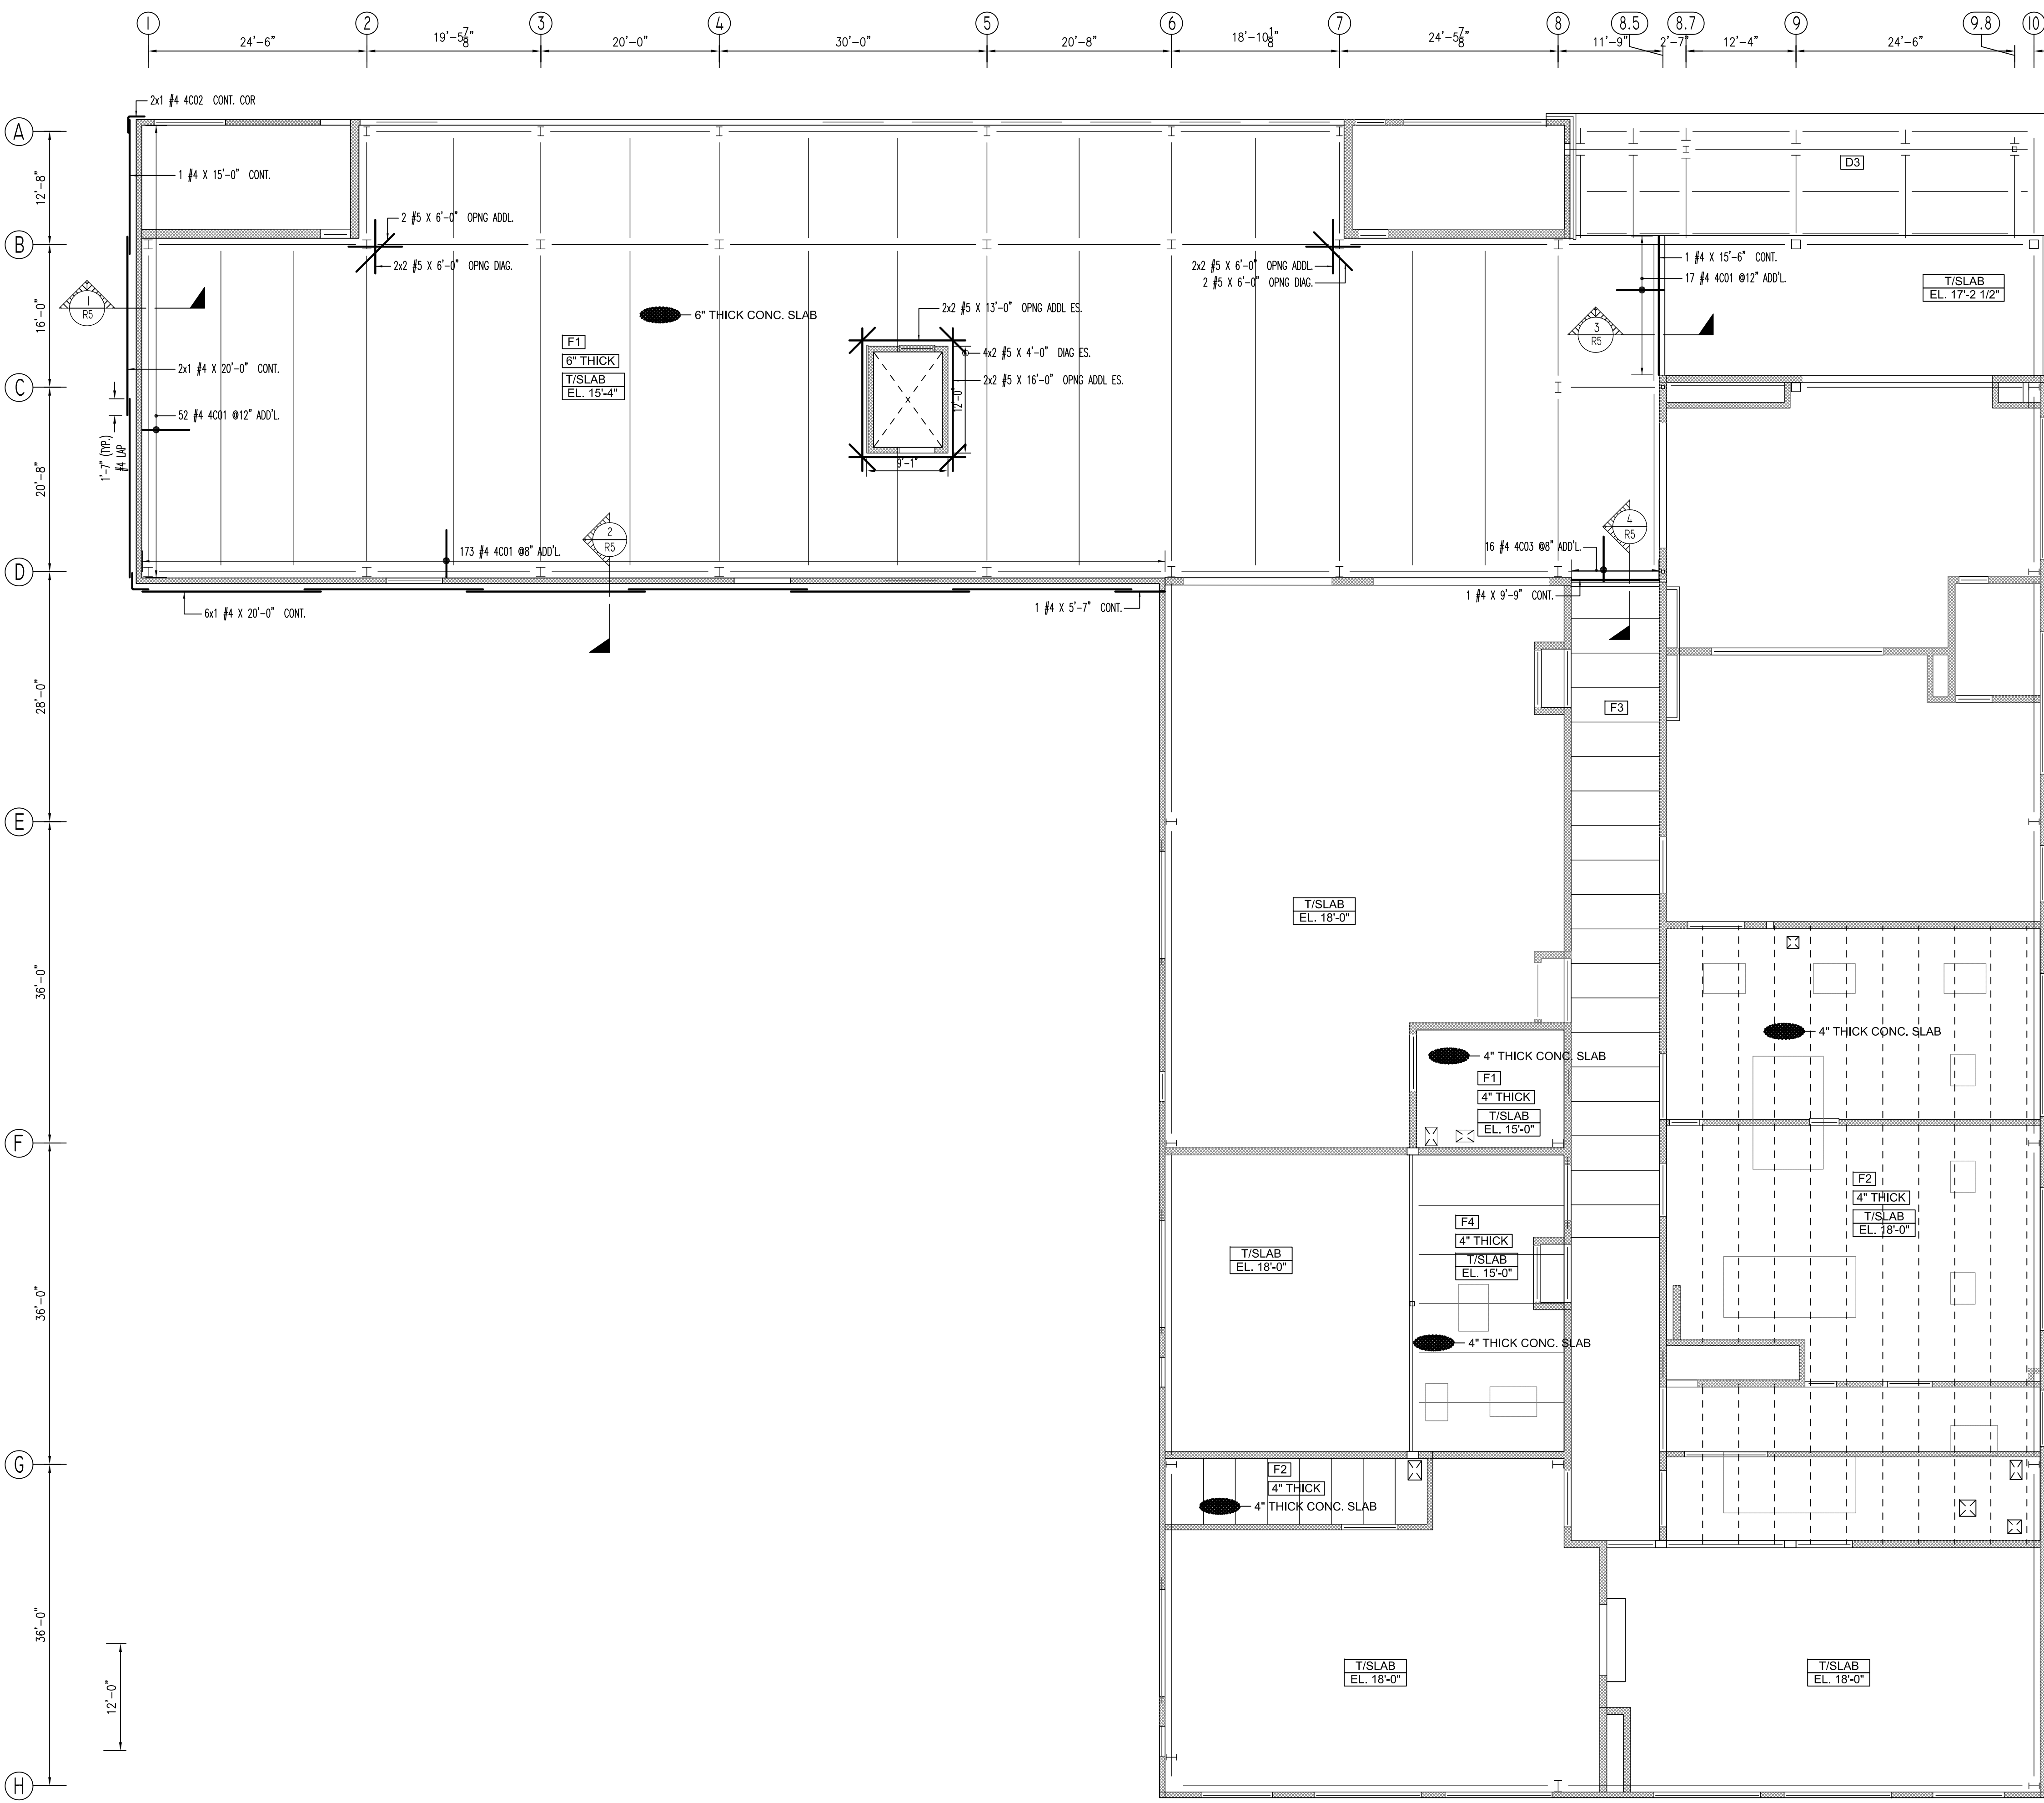 1 2 3 4 5 6 7 8 8.5 8.7 9 9.8 10
24'-6" 19'-5 7/8" 20'-0" 30'-0" 20'-8" 18'-10 1/8" 24'-5 7/8" 11'-9" 2'-7" 12'-4" 24'-6"
2x1 #4 4C02 CONT. COR
A
12'-8"
1 #4 X 15'-0" CONT.
D3
2 #5 X 6'-0" OPNG ADDL.
B
2x2 #5 X 6'-0" OPNG DIAG.
2x2 #5 X 6'-0" OPNG ADDL.
2 #5 X 6'-0" OPNG DIAG.
1 #4 X 15'-6" CONT.
17 #4 4C01 @12" ADD'L.
T/SLAB
EL. 17'-2 1/2"
16'-0"
1
R5
6" THICK CONC. SLAB
2x2 #5 X 13'-0" OPNG ADDL ES.
3
R5
F1
6" THICK
T/SLAB
EL. 15'-4"
4x2 #5 X 4'-0" DIAG ES.
2x2 #5 X 16'-0" OPNG ADDL ES.
12'-0"
x
9'-1"
2x1 #4 X 20'-0" CONT.
C
52 #4 4C01 @12" ADD'L.
1'-7" (TYP.)
#4 LAP
20'-8"
2
R5
4
R5
173 #4 4C01 @8" ADD'L.
16 #4 4C03 @8" ADD'L.
D
6x1 #4 X 20'-0" CONT.
1 #4 X 5'-7" CONT.
1 #4 X 9'-9" CONT.
28'-0"
F3
E
T/SLAB
EL. 18'-0"
36'-0"
4" THICK CONC. SLAB
4" THICK CONC. SLAB
F1
4" THICK
T/SLAB
EL. 15'-0"
F
F2
4" THICK
T/SLAB
EL. 18'-0"
F4
4" THICK
T/SLAB
EL. 15'-0"
T/SLAB
EL. 18'-0"
36'-0"
4" THICK CONC. SLAB
G
F2
4" THICK
4" THICK CONC. SLAB
36'-0"
12'-0"
T/SLAB
EL. 18'-0"
T/SLAB
EL. 18'-0"
H